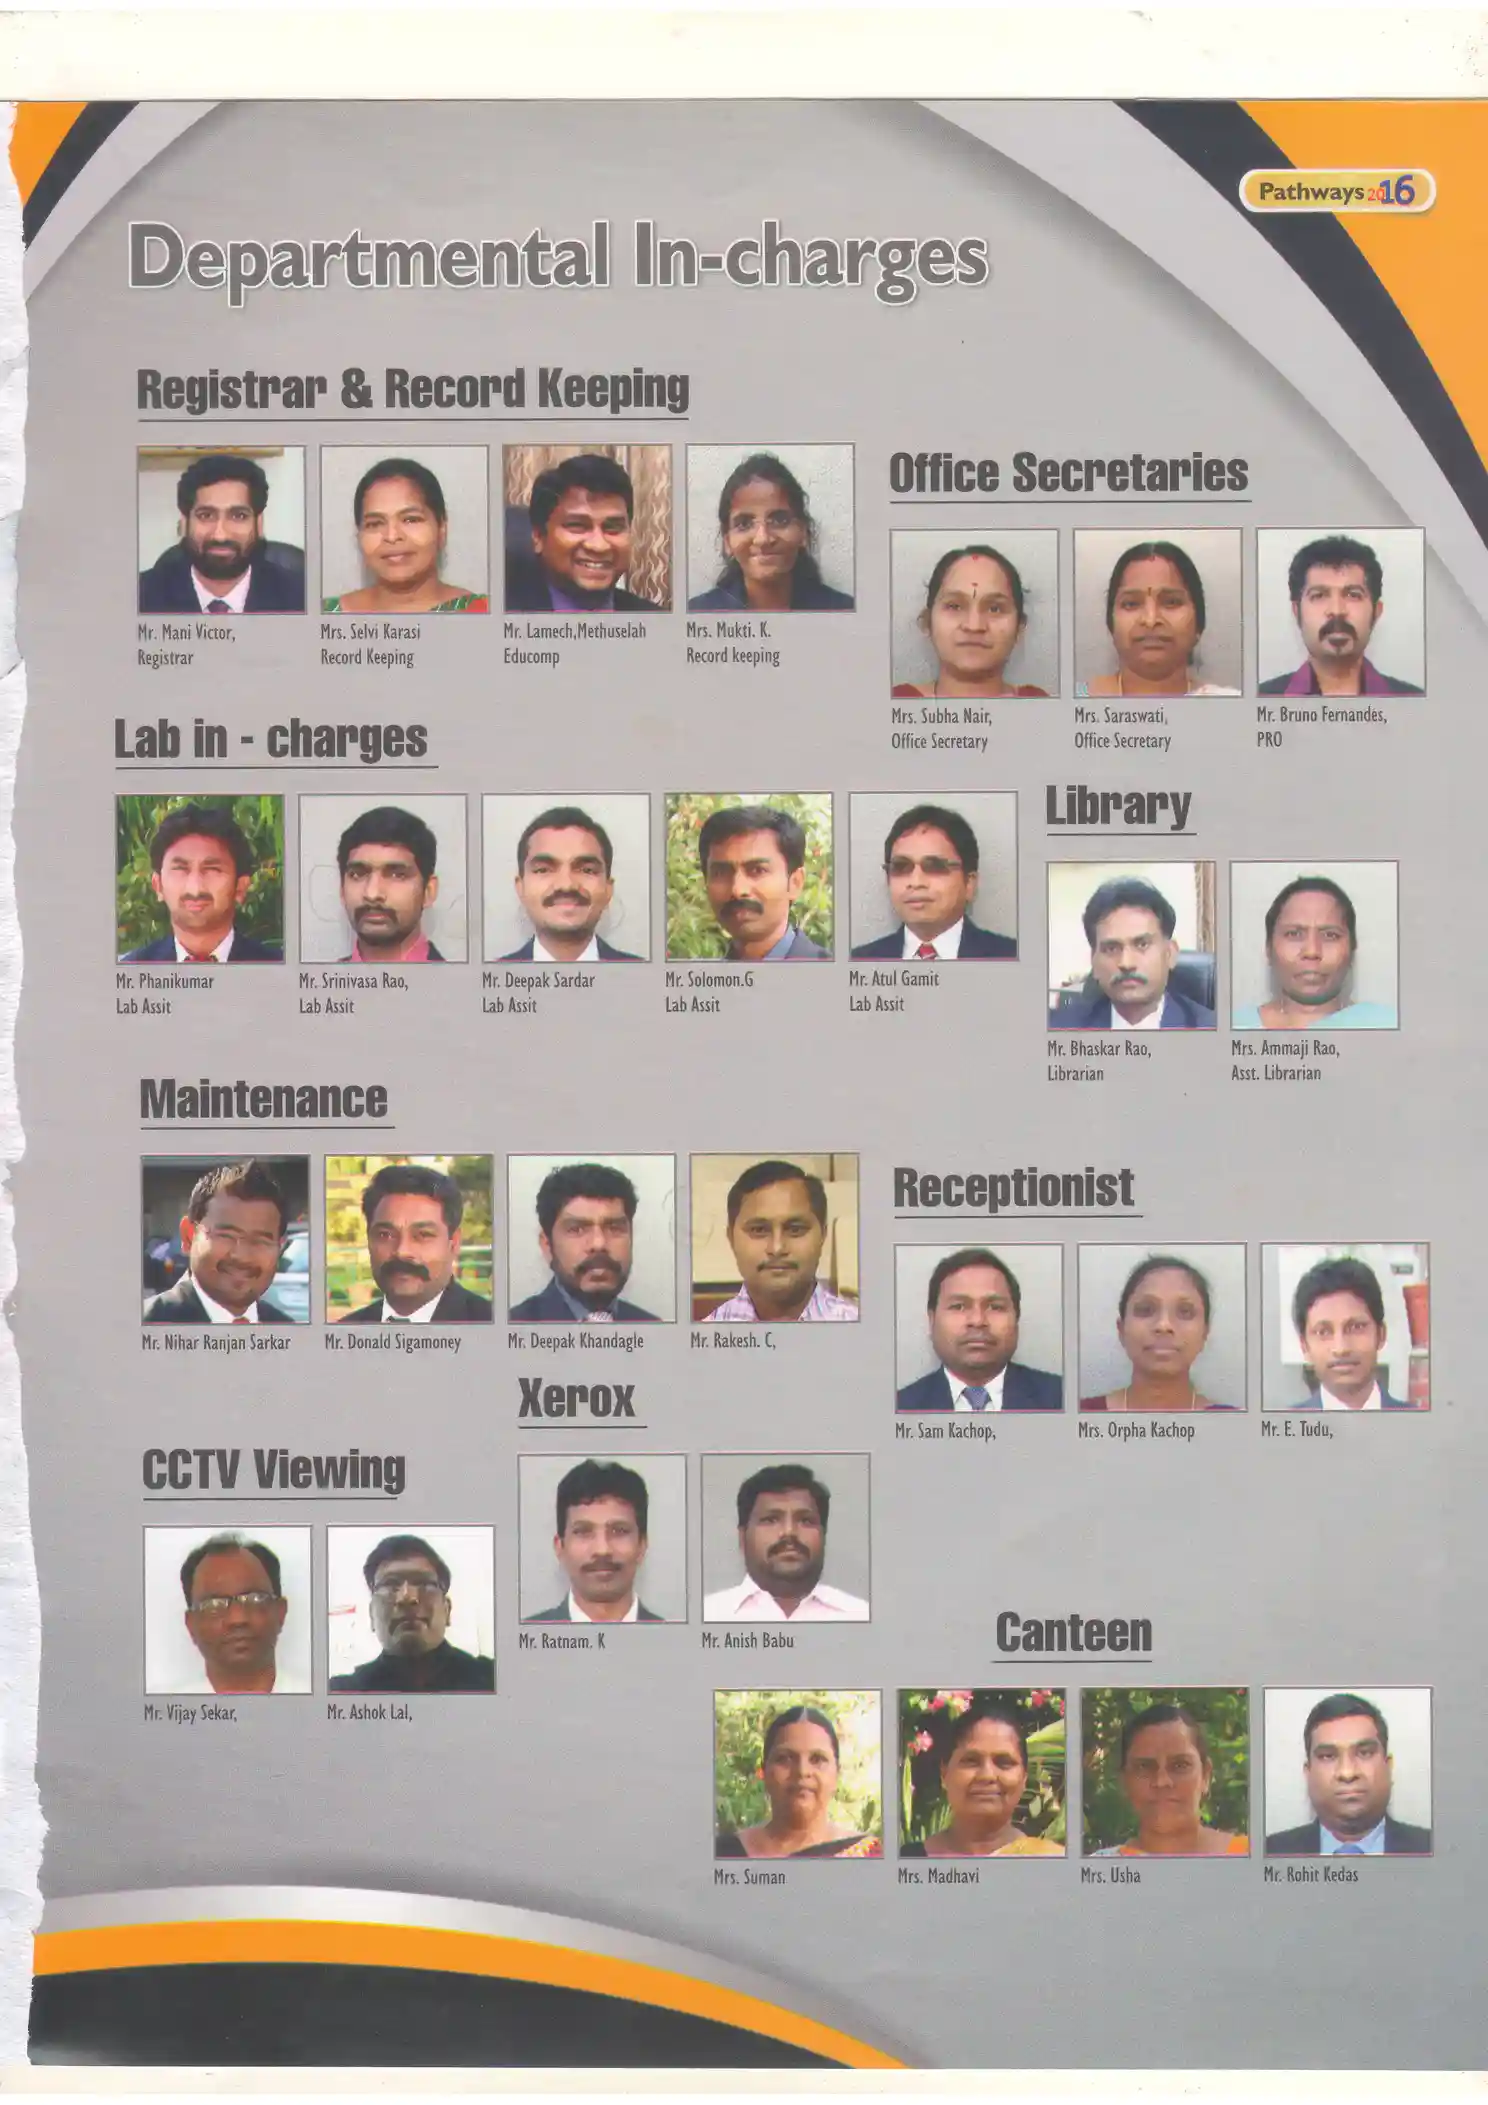 Pathways 2016
Departmental In-charges
Registrar & Record Keeping
Mr. Mani Victor,
Registrar
Mrs. Selvi Karasi
Record Keeping
Mr. Lamech,Methuselah
Educomp
Mrs. Mukti. K.
Record keeping
Office Secretaries
Mrs. Subha Nair,
Office Secretary
Mrs. Saraswati,
Office Secretary
Mr. Bruno Fernandes,
PRO
Lab in - charges
Mr. Phanikumar
Lab Assit
Mr. Srinivasa Rao,
Lab Assit
Mr. Deepak Sardar
Lab Assit
Mr. Solomon.G
Lab Assit
Mr. Atul Gamit
Lab Assit
Library
Mr. Bhaskar Rao,
Librarian
Mrs. Ammaji Rao,
Asst. Librarian
Maintenance
Mr. Nihar Ranjan Sarkar
Mr. Donald Sigamoney
Mr. Deepak Khandagle
Mr. Rakesh. C,
Receptionist
Mr. Sam Kachop,
Mrs. Orpha Kachop
Mr. E. Tudu,
Xerox
Mr. Ratnam. K
Mr. Anish Babu
CCTV Viewing
Mr. Vijay Sekar,
Mr. Ashok Lal,
Canteen
Mrs. Suman
Mrs. Madhavi
Mrs. Usha
Mr. Rohit Kedas